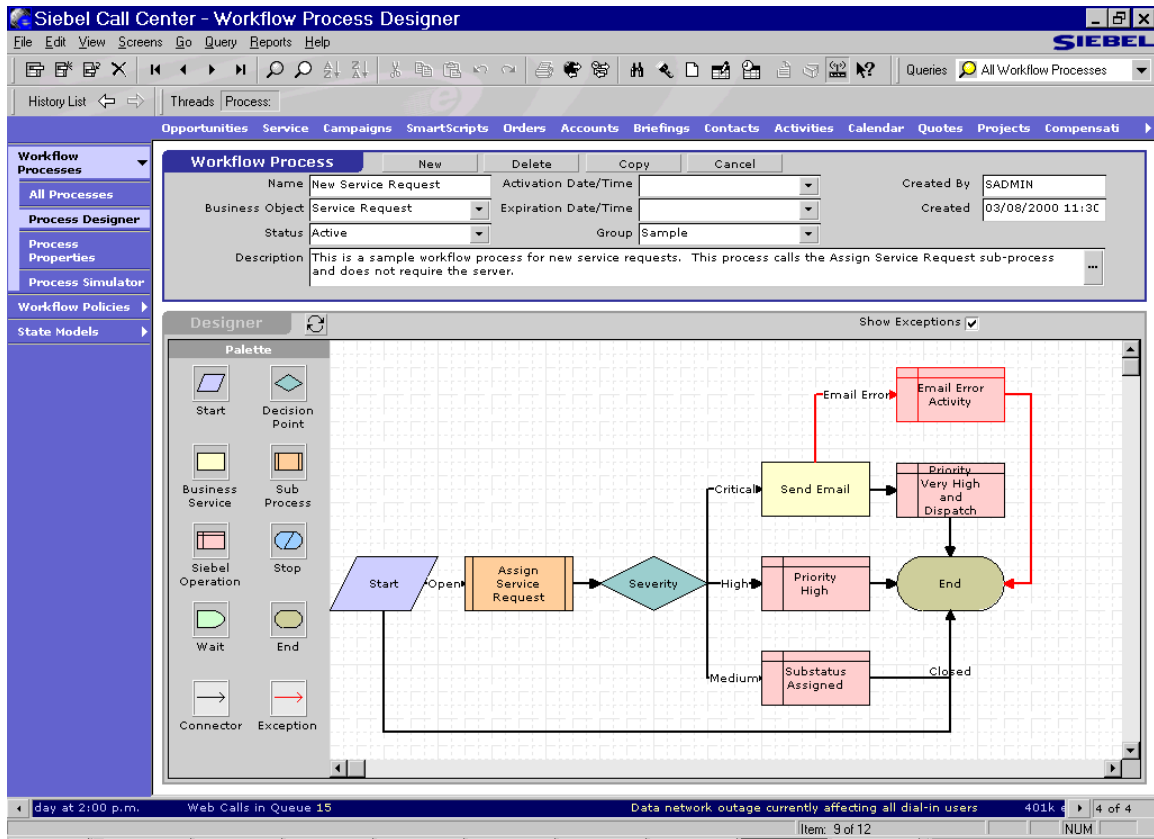 Siebel Call Center - Workflow Process Designer
File Edit View Screens Go Query Reports Help
SIEBEL
Queries All Workflow Processes
History List Threads Process:
Opportunities Service Campaigns SmartScripts Orders Accounts Briefings Contacts Activities Calendar Quotes Projects Compensati
Workflow
Processes
All Processes
Process Designer
Process
Properties
Process Simulator
Workflow Policies
State Models
Workflow Process New Delete Copy Cancel
Name New Service Request Activation Date/Time Created By SADMIN
Business Object Service Request Expiration Date/Time Created 03/08/2000 11:30
Status Active Group Sample
Description This is a sample workflow process for new service requests. This process calls the Assign Service Request sub-process
and does not require the server.
...
Designer Show Exceptions
Palette
Start Decision
Point
Business
Service
Sub
Process
Siebel
Operation
Stop
Wait End
Connector Exception
Email Error Email Error
Activity
Critical Send Email Priority
Very High
and
Dispatch
Start Open Assign
Service
Request
Severity High Priority
High
End
Medium Substatus
Assigned
Closed
day at 2:00 p.m. Web Calls in Queue 15 Data network outage currently affecting all dial-in users 401k 4 of 4
Item: 9 of 12 NUM